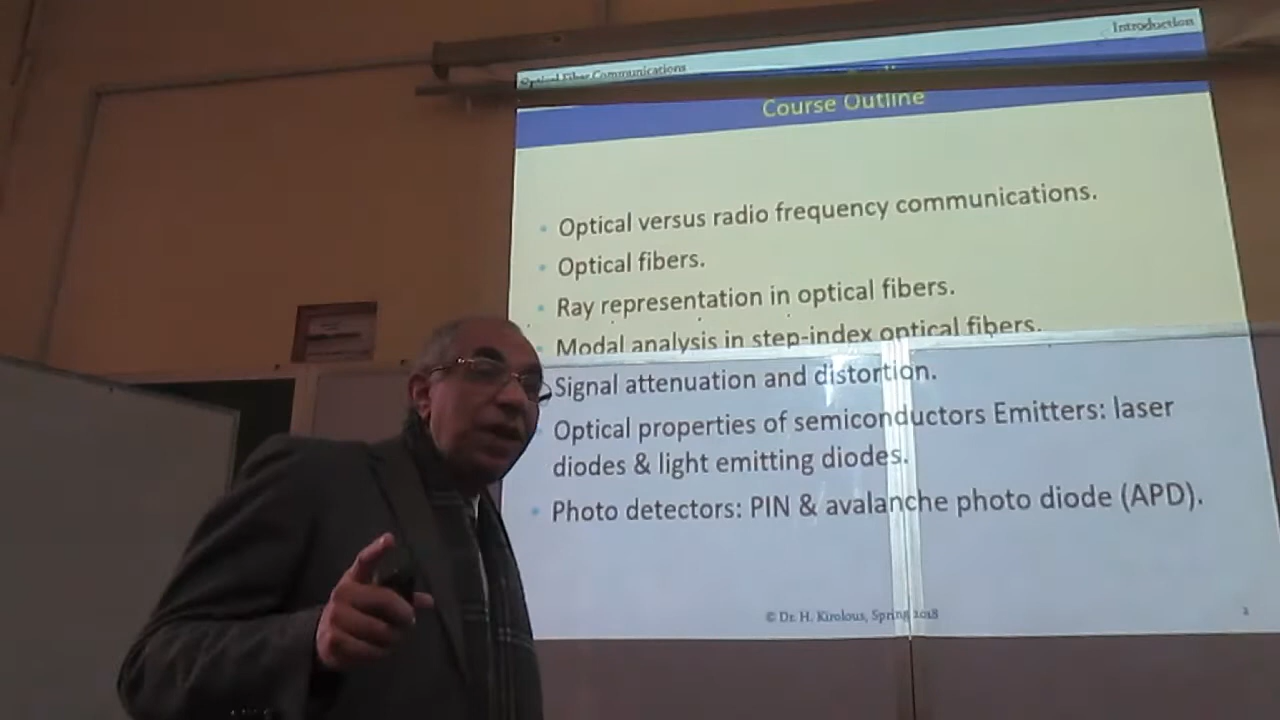 Optical Fiber Communications
Introduction
Course Outline
• Optical versus radio frequency communications.
• Optical fibers.
• Ray representation in optical fibers.
• Modal analysis in step-index optical fibers.
Signal attenuation and distortion.
• Optical properties of semiconductors Emitters: laser
diodes & light emitting diodes.
• Photo detectors: PIN & avalanche photo diode (APD).
© Dr. H. Kirolous, Spring 2018
2